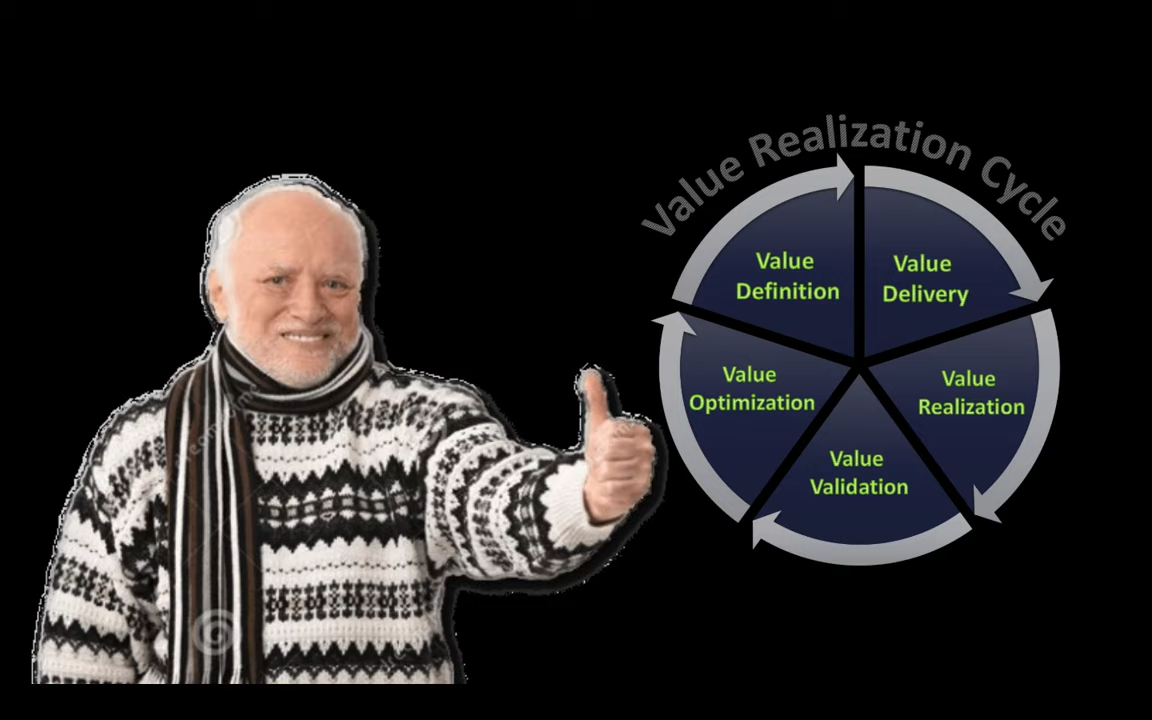 Value Realization Cycle
Value
Definition
Value
Delivery
Value
Realization
Value
Validation
Value
Optimization